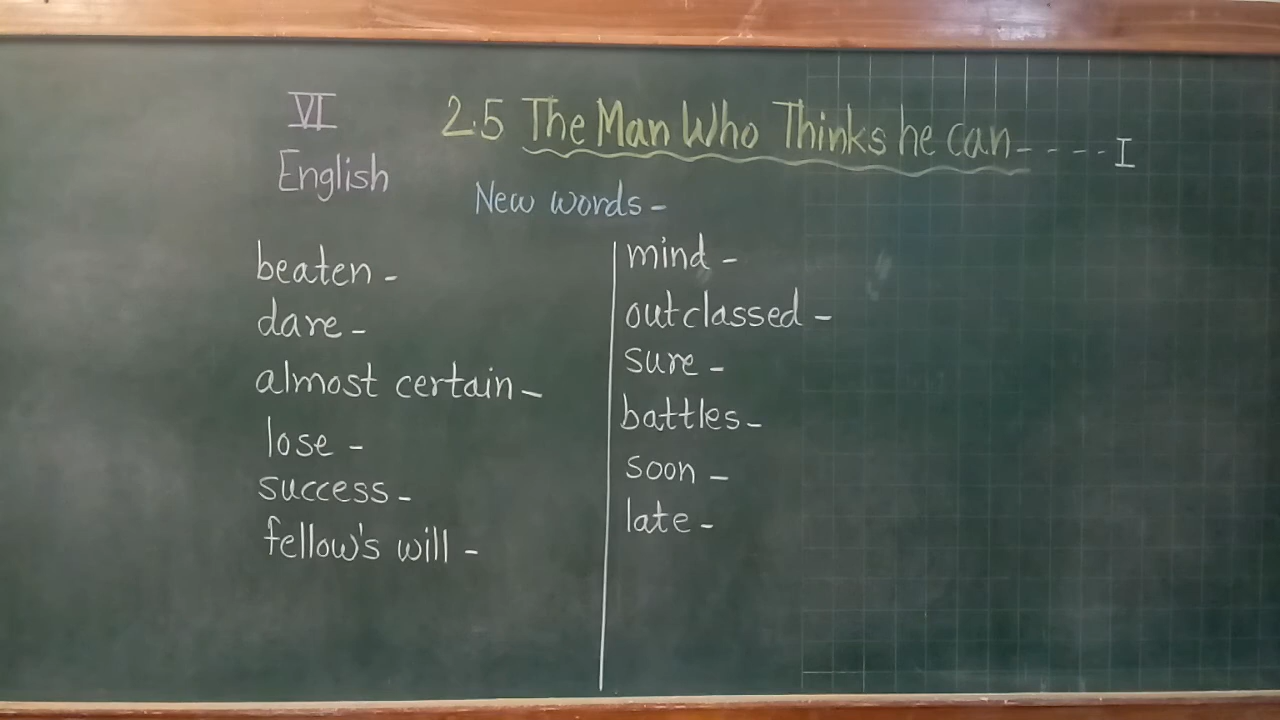 VI
2.5 The Man Who Thinks he can----I
English
New words-
beaten -
dare -
almost certain -
lose -
success -
fellow's will -
mind -
outclassed -
sure -
battles -
soon -
late -